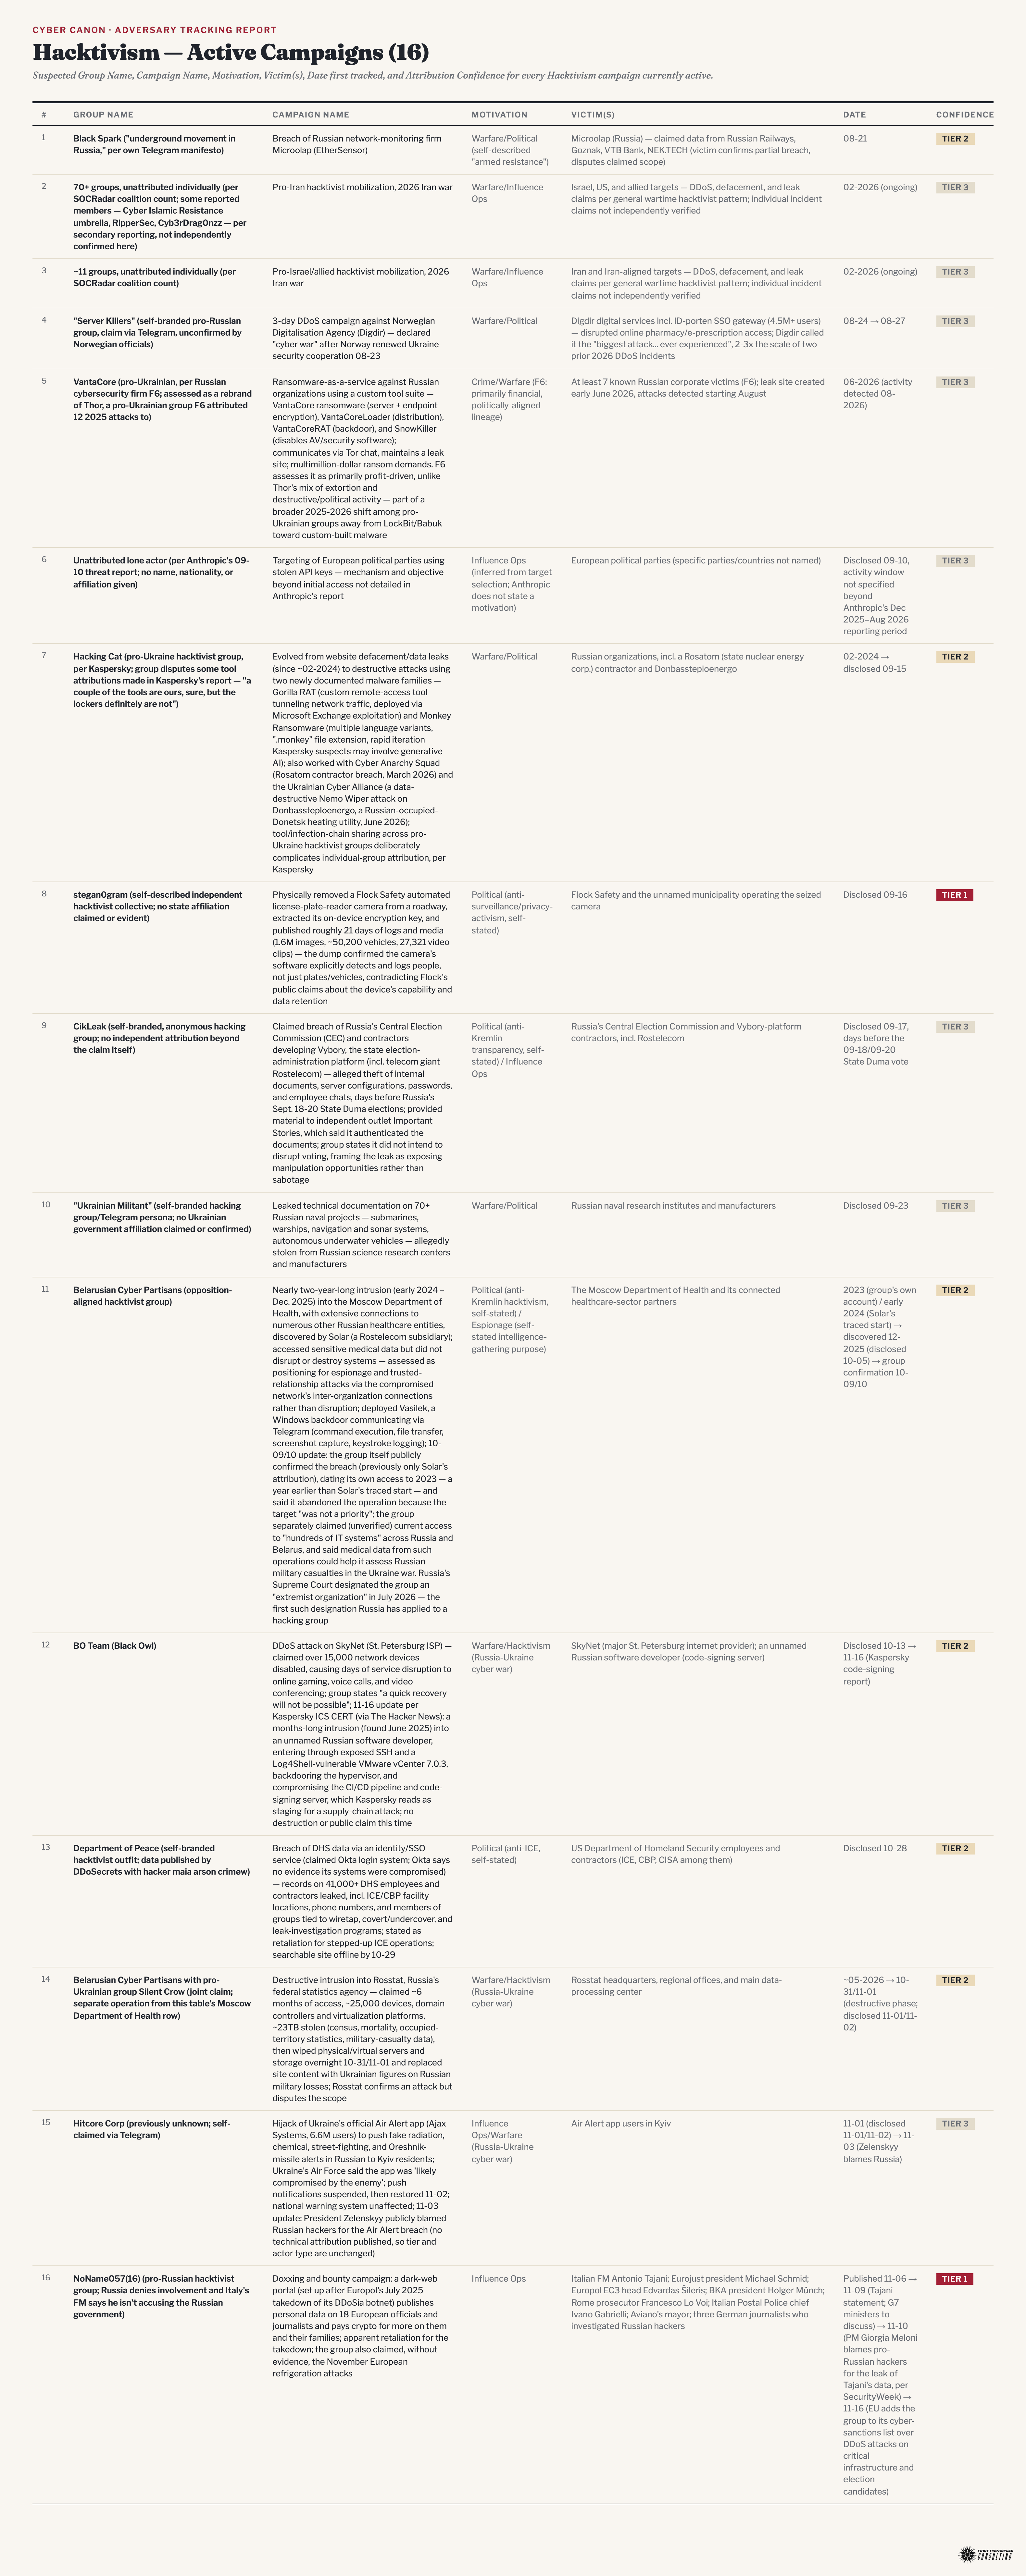 CYBER CANON · ADVERSARY TRACKING REPORT
Hacktivism — Active Campaigns (16)
Suspected Group Name, Campaign Name, Motivation, Victim(s), Date first tracked, and Attribution Confidence for every Hacktivism campaign currently active.
# GROUP NAME CAMPAIGN NAME MOTIVATION VICTIM(S) DATE CONFIDENCE
1
Black Spark ("underground movement in
Russia," per own Telegram manifesto)
Breach of Russian network-monitoring firm
Microolap (EtherSensor)
Warfare/Political
(self-described
"armed resistance")
Microolap (Russia) — claimed data from Russian Railways,
Goznak, VTB Bank, NEK.TECH (victim confirms partial breach,
disputes claimed scope)
08-21
TIER 2
2
70+ groups, unattributed individually (per
SOCRadar coalition count; some reported
members — Cyber Islamic Resistance
umbrella, RipperSec, Cyb3rDrag0nzz — per
secondary reporting, not independently
confirmed here)
Pro-Iran hacktivist mobilization, 2026 Iran war
Warfare/Influence
Ops
Israel, US, and allied targets — DDoS, defacement, and leak
claims per general wartime hacktivist pattern; individual incident
claims not independently verified
02-2026 (ongoing)
TIER 3
3
~11 groups, unattributed individually (per
SOCRadar coalition count)
Pro-Israel/allied hacktivist mobilization, 2026
Iran war
Warfare/Influence
Ops
Iran and Iran-aligned targets — DDoS, defacement, and leak
claims per general wartime hacktivist pattern; individual incident
claims not independently verified
02-2026 (ongoing)
TIER 3
4
"Server Killers" (self-branded pro-Russian
group, claim via Telegram, unconfirmed by
Norwegian officials)
3-day DDoS campaign against Norwegian
Digitalisation Agency (Digdir) — declared
"cyber war" after Norway renewed Ukraine
security cooperation 08-23
Warfare/Political
Digdir digital services incl. ID-porten SSO gateway (4.5M+ users)
— disrupted online pharmacy/e-prescription access; Digdir called
it the "biggest attack... ever experienced", 2-3x the scale of two
prior 2026 DDoS incidents
08-24 → 08-27
TIER 3
5
VantaCore (pro-Ukrainian, per Russian
cybersecurity firm F6; assessed as a rebrand
of Thor, a pro-Ukrainian group F6 attributed
12 2025 attacks to)
Ransomware-as-a-service against Russian
organizations using a custom tool suite —
VantaCore ransomware (server + endpoint
encryption), VantaCoreLoader (distribution),
VantaCoreRAT (backdoor), and SnowKiller
(disables AV/security software);
communicates via Tor chat, maintains a leak
site; multimillion-dollar ransom demands. F6
assesses it as primarily profit-driven, unlike
Thor's mix of extortion and
destructive/political activity — part of a
broader 2025-2026 shift among pro-
Ukrainian groups away from LockBit/Babuk
toward custom-built malware
Crime/Warfare (F6:
primarily financial,
politically-aligned
lineage)
At least 7 known Russian corporate victims (F6); leak site created
early June 2026, attacks detected starting August
06-2026 (activity
detected 08-
2026)
TIER 3
6
Unattributed lone actor (per Anthropic's 09-
10 threat report; no name, nationality, or
affiliation given)
Targeting of European political parties using
stolen API keys — mechanism and objective
beyond initial access not detailed in
Anthropic's report
Influence Ops
(inferred from target
selection; Anthropic
does not state a
motivation)
European political parties (specific parties/countries not named)
Disclosed 09-10,
activity window
not specified
beyond
Anthropic's Dec
2025–Aug 2026
reporting period
TIER 3
7
Hacking Cat (pro-Ukraine hacktivist group,
per Kaspersky; group disputes some tool
attributions made in Kaspersky's report — "a
couple of the tools are ours, sure, but the
lockers definitely are not")
Evolved from website defacement/data leaks
(since ~02-2024) to destructive attacks using
two newly documented malware families —
Gorilla RAT (custom remote-access tool
tunneling network traffic, deployed via
Microsoft Exchange exploitation) and Monkey
Ransomware (multiple language variants,
".monkey" file extension, rapid iteration
Kaspersky suspects may involve generative
AI); also worked with Cyber Anarchy Squad
(Rosatom contractor breach, March 2026) and
the Ukrainian Cyber Alliance (a data-
destructive Nemo Wiper attack on
Donbassteploenergo, a Russian-occupied-
Donetsk heating utility, June 2026);
tool/infection-chain sharing across pro-
Ukraine hacktivist groups deliberately
complicates individual-group attribution, per
Kaspersky
Warfare/Political
Russian organizations, incl. a Rosatom (state nuclear energy
corp.) contractor and Donbassteploenergo
02-2024 →
disclosed 09-15
TIER 2
8
stegan0gram (self-described independent
hacktivist collective; no state affiliation
claimed or evident)
Physically removed a Flock Safety automated
license-plate-reader camera from a roadway,
extracted its on-device encryption key, and
published roughly 21 days of logs and media
(1.6M images, ~50,200 vehicles, 27,321 video
clips) — the dump confirmed the camera's
software explicitly detects and logs people,
not just plates/vehicles, contradicting Flock's
public claims about the device's capability and
data retention
Political (anti-
surveillance/privacy-
activism, self-
stated)
Flock Safety and the unnamed municipality operating the seized
camera
Disclosed 09-16
TIER 1
9
CikLeak (self-branded, anonymous hacking
group; no independent attribution beyond
the claim itself)
Claimed breach of Russia's Central Election
Commission (CEC) and contractors
developing Vybory, the state election-
administration platform (incl. telecom giant
Rostelecom) — alleged theft of internal
documents, server configurations, passwords,
and employee chats, days before Russia's
Sept. 18-20 State Duma elections; provided
material to independent outlet Important
Stories, which said it authenticated the
documents; group states it did not intend to
disrupt voting, framing the leak as exposing
manipulation opportunities rather than
sabotage
Political (anti-
Kremlin
transparency, self-
stated) / Influence
Ops
Russia's Central Election Commission and Vybory-platform
contractors, incl. Rostelecom
Disclosed 09-17,
days before the
09-18/09-20
State Duma vote
TIER 3
10
"Ukrainian Militant" (self-branded hacking
group/Telegram persona; no Ukrainian
government affiliation claimed or confirmed)
Leaked technical documentation on 70+
Russian naval projects — submarines,
warships, navigation and sonar systems,
autonomous underwater vehicles — allegedly
stolen from Russian science research centers
and manufacturers
Warfare/Political
Russian naval research institutes and manufacturers
Disclosed 09-23
TIER 3
11
Belarusian Cyber Partisans (opposition-
aligned hacktivist group)
Nearly two-year-long intrusion (early 2024 –
Dec. 2025) into the Moscow Department of
Health, with extensive connections to
numerous other Russian healthcare entities,
discovered by Solar (a Rostelecom subsidiary);
accessed sensitive medical data but did not
disrupt or destroy systems — assessed as
positioning for espionage and trusted-
relationship attacks via the compromised
network's inter-organization connections
rather than disruption; deployed Vasilek, a
Windows backdoor communicating via
Telegram (command execution, file transfer,
screenshot capture, keystroke logging); 10-
09/10 update: the group itself publicly
confirmed the breach (previously only Solar's
attribution), dating its own access to 2023 — a
year earlier than Solar's traced start — and
said it abandoned the operation because the
target "was not a priority"; the group
separately claimed (unverified) current access
to "hundreds of IT systems" across Russia and
Belarus, and said medical data from such
operations could help it assess Russian
military casualties in the Ukraine war. Russia's
Supreme Court designated the group an
"extremist organization" in July 2026 — the
first such designation Russia has applied to a
hacking group
Political (anti-
Kremlin hacktivism,
self-stated) /
Espionage (self-
stated intelligence-
gathering purpose)
The Moscow Department of Health and its connected
healthcare-sector partners
2023 (group's own
account) / early
2024 (Solar's
traced start) →
discovered 12-
2025 (disclosed
10-05) → group
confirmation 10-
09/10
TIER 2
12
BO Team (Black Owl)
DDoS attack on SkyNet (St. Petersburg ISP) —
claimed over 15,000 network devices
disabled, causing days of service disruption to
online gaming, voice calls, and video
conferencing; group states "a quick recovery
will not be possible"; 11-16 update per
Kaspersky ICS CERT (via The Hacker News): a
months-long intrusion (found June 2025) into
an unnamed Russian software developer,
entering through exposed SSH and a
Log4Shell-vulnerable VMware vCenter 7.0.3,
backdooring the hypervisor, and
compromising the CI/CD pipeline and code-
signing server, which Kaspersky reads as
staging for a supply-chain attack; no
destruction or public claim this time
Warfare/Hacktivism
(Russia-Ukraine
cyber war)
SkyNet (major St. Petersburg internet provider); an unnamed
Russian software developer (code-signing server)
Disclosed 10-13 →
11-16 (Kaspersky
code-signing
report)
TIER 2
13
Department of Peace (self-branded
hacktivist outfit; data published by
DDoSecrets with hacker maia arson crimew)
Breach of DHS data via an identity/SSO
service (claimed Okta login system; Okta says
no evidence its systems were compromised)
— records on 41,000+ DHS employees and
contractors leaked, incl. ICE/CBP facility
locations, phone numbers, and members of
groups tied to wiretap, covert/undercover, and
leak-investigation programs; stated as
retaliation for stepped-up ICE operations;
searchable site offline by 10-29
Political (anti-ICE,
self-stated)
US Department of Homeland Security employees and
contractors (ICE, CBP, CISA among them)
Disclosed 10-28
TIER 2
14
Belarusian Cyber Partisans with pro-
Ukrainian group Silent Crow (joint claim;
separate operation from this table's Moscow
Department of Health row)
Destructive intrusion into Rosstat, Russia's
federal statistics agency — claimed ~6
months of access, ~25,000 devices, domain
controllers and virtualization platforms,
~23TB stolen (census, mortality, occupied-
territory statistics, military-casualty data),
then wiped physical/virtual servers and
storage overnight 10-31/11-01 and replaced
site content with Ukrainian figures on Russian
military losses; Rosstat confirms an attack but
disputes the scope
Warfare/Hacktivism
(Russia-Ukraine
cyber war)
Rosstat headquarters, regional offices, and main data-
processing center
~05-2026 → 10-
31/11-01
(destructive phase;
disclosed 11-01/11-
02)
TIER 2
15
Hitcore Corp (previously unknown; self-
claimed via Telegram)
Hijack of Ukraine's official Air Alert app (Ajax
Systems, 6.6M users) to push fake radiation,
chemical, street-fighting, and Oreshnik-
missile alerts in Russian to Kyiv residents;
Ukraine's Air Force said the app was 'likely
compromised by the enemy'; push
notifications suspended, then restored 11-02;
national warning system unaffected; 11-03
update: President Zelenskyy publicly blamed
Russian hackers for the Air Alert breach (no
technical attribution published, so tier and
actor type are unchanged)
Influence
Ops/Warfare
(Russia-Ukraine
cyber war)
Air Alert app users in Kyiv
11-01 (disclosed
11-01/11-02) → 11-
03 (Zelenskyy
blames Russia)
TIER 3
16
NoName057(16) (pro-Russian hacktivist
group; Russia denies involvement and Italy's
FM says he isn't accusing the Russian
government)
Doxxing and bounty campaign: a dark-web
portal (set up after Europol's July 2025
takedown of its DDoSia botnet) publishes
personal data on 18 European officials and
journalists and pays crypto for more on them
and their families; apparent retaliation for the
takedown; the group also claimed, without
evidence, the November European
refrigeration attacks
Influence Ops
Italian FM Antonio Tajani; Eurojust president Michael Schmid;
Europol EC3 head Edvardas Šileris; BKA president Holger Münch;
Rome prosecutor Francesco Lo Voi; Italian Postal Police chief
Ivano Gabrielli; Aviano's mayor; three German journalists who
investigated Russian hackers
Published 11-06 →
11-09 (Tajani
statement; G7
ministers to
discuss) → 11-10
(PM Giorgia Meloni
blames pro-
Russian hackers
for the leak of
Tajani's data, per
SecurityWeek) →
11-16 (EU adds the
group to its cyber-
sanctions list over
DDoS attacks on
critical
infrastructure and
election
candidates)
TIER 1
FIRST PRINCIPLES
CONSULTING